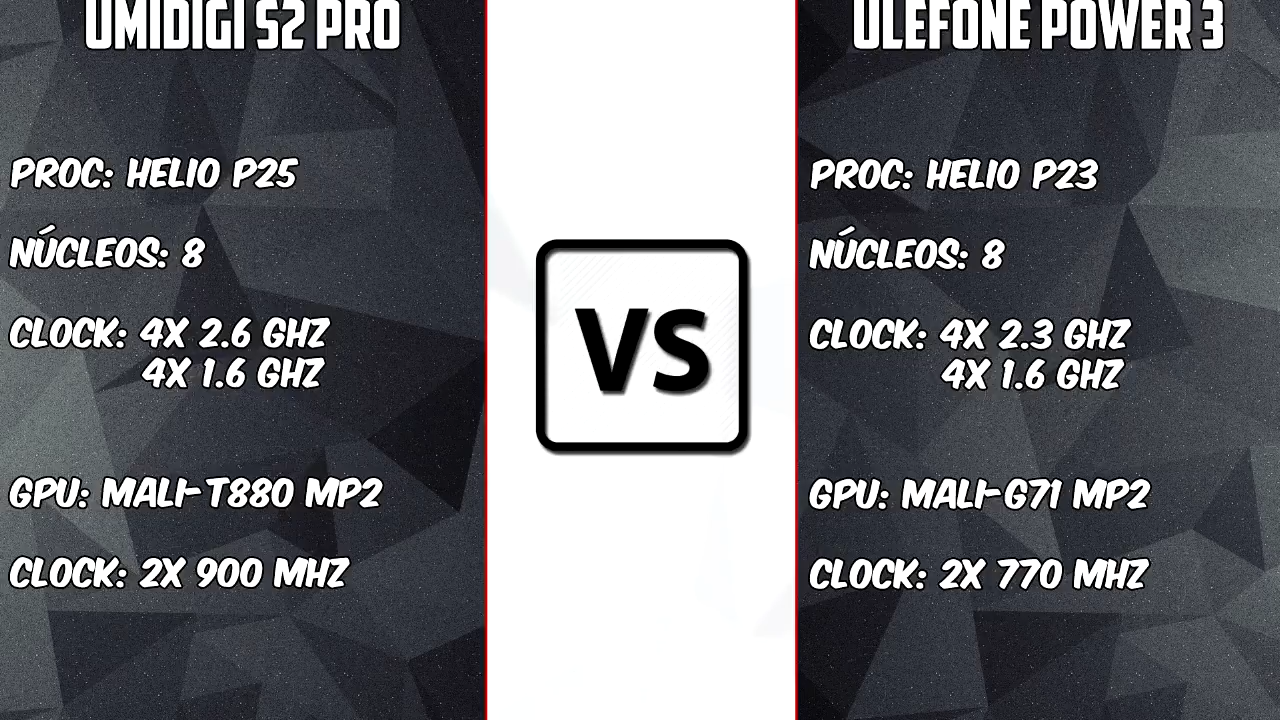 UMIDIGI S2 PRO
PROC: HELIO P25
NÚCLEOS: 8
CLOCK: 4X 2.6 GHZ
4X 1.6 GHZ
GPU: MALI-T880 MP2
CLOCK: 2X 900 MHZ
VS
ULEFONE POWER 3
PROC: HELIO P23
NÚCLEOS: 8
CLOCK: 4X 2.3 GHZ
4X 1.6 GHZ
GPU: MALI-G71 MP2
CLOCK: 2X 770 MHZ